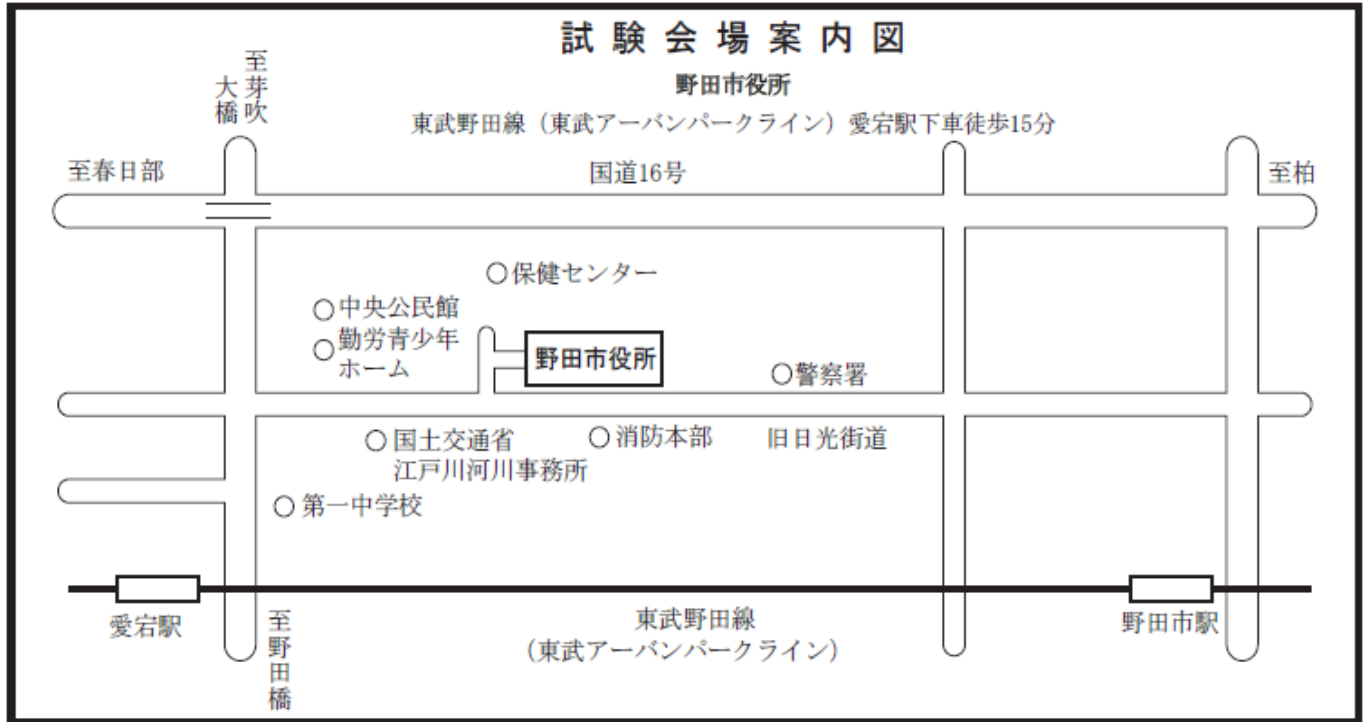 試験会場案内図
野田市役所
東武野田線（東武アーバンパークライン）愛宕駅下車徒歩15分
至芽吹
大橋
至春日部
国道16号
至柏
○保健センター
○中央公民館
○勤労青少年
ホーム
野田市役所
○警察署
○国土交通省
江戸川河川事務所
○消防本部
旧日光街道
○第一中学校
愛宕駅
至野田橋
東武野田線
（東武アーバンパークライン）
野田市駅